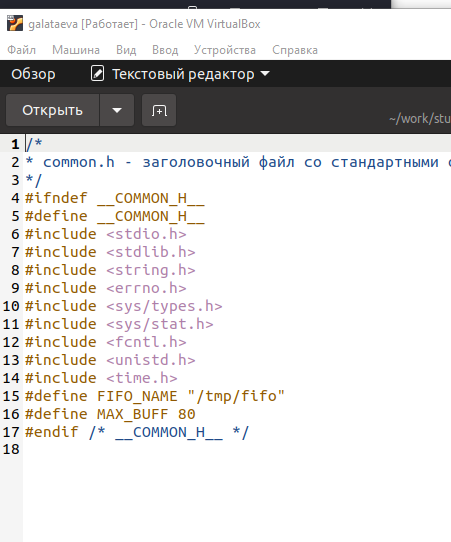 galataeva [Работает] - Oracle VM VirtualBox
Файл Машина Вид Ввод Устройства Справка
Обзор Текстовый редактор
Открыть
~/work/stu
1 /*
2 * common.h - заголовочный файл со стандартными
3 */
4 #ifndef __COMMON_H__
5 #define __COMMON_H__
6 #include <stdio.h>
7 #include <stdlib.h>
8 #include <string.h>
9 #include <errno.h>
10 #include <sys/types.h>
11 #include <sys/stat.h>
12 #include <fcntl.h>
13 #include <unistd.h>
14 #include <time.h>
15 #define FIFO_NAME "/tmp/fifo"
16 #define MAX_BUFF 80
17 #endif /* __COMMON_H__ */
18